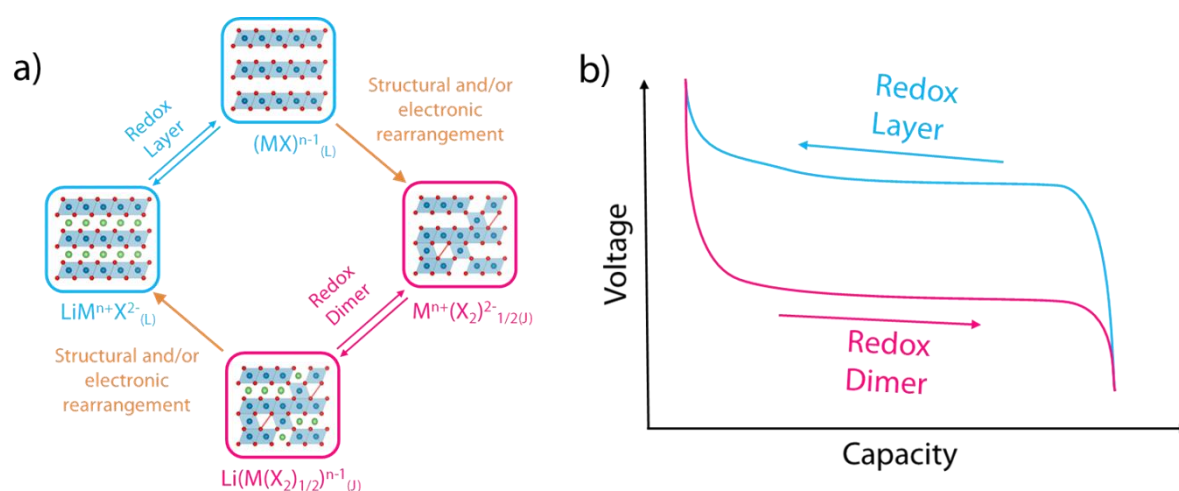 a)
Redox
Layer
(MX)ⁿ⁻¹₍L₎
Structural and/or
electronic
rearrangement
LiMⁿ⁺X²⁻₍L₎
Mⁿ⁺(X₂)²⁻₁/₂₍J₎
Redox
Dimer
Structural and/or
electronic
rearrangement
Li(M(X₂)₁/₂)ⁿ⁻¹₍J₎
b)
Voltage
Redox
Layer
Redox
Dimer
Capacity